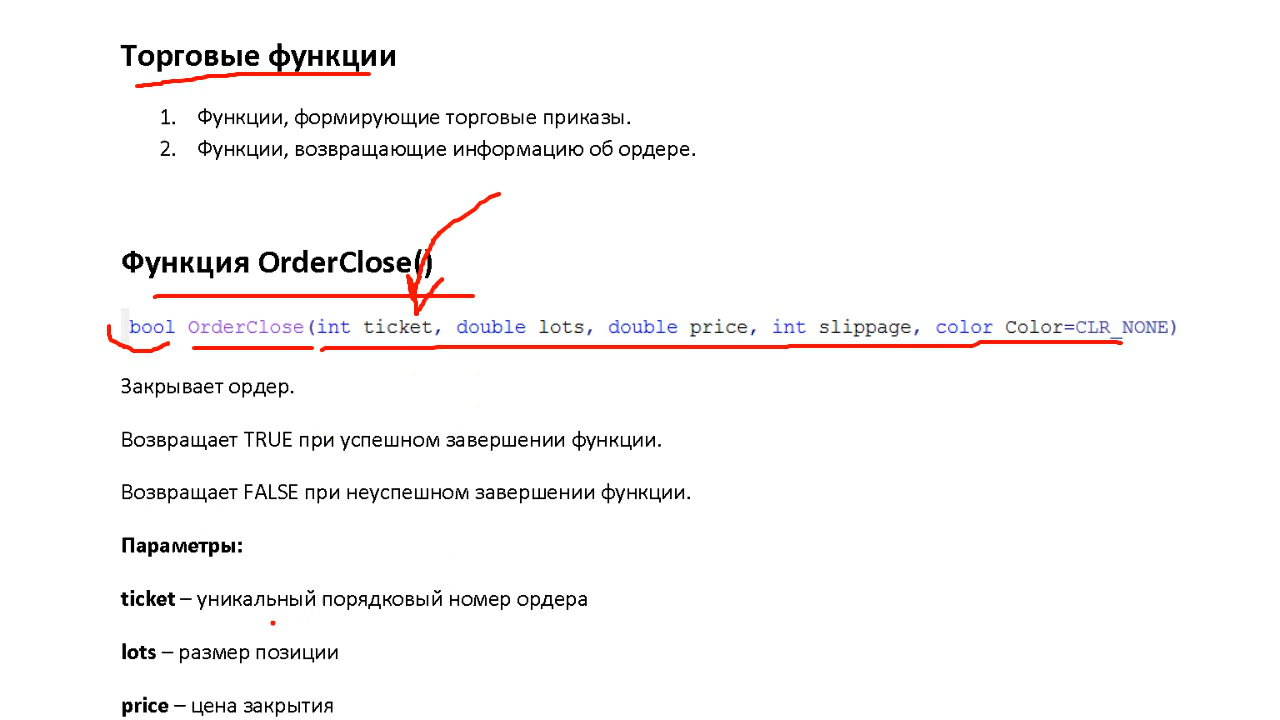 Торговые функции
1. Функции, формирующие торговые приказы.
2. Функции, возвращающие информацию об ордере.
Функция OrderClose()
bool OrderClose(int ticket, double lots, double price, int slippage, color Color=CLR_NONE)
Закрывает ордер.
Возвращает TRUE при успешном завершении функции.
Возвращает FALSE при неуспешном завершении функции.
Параметры:
ticket – уникальный порядковый номер ордера
lots – размер позиции
price – цена закрытия